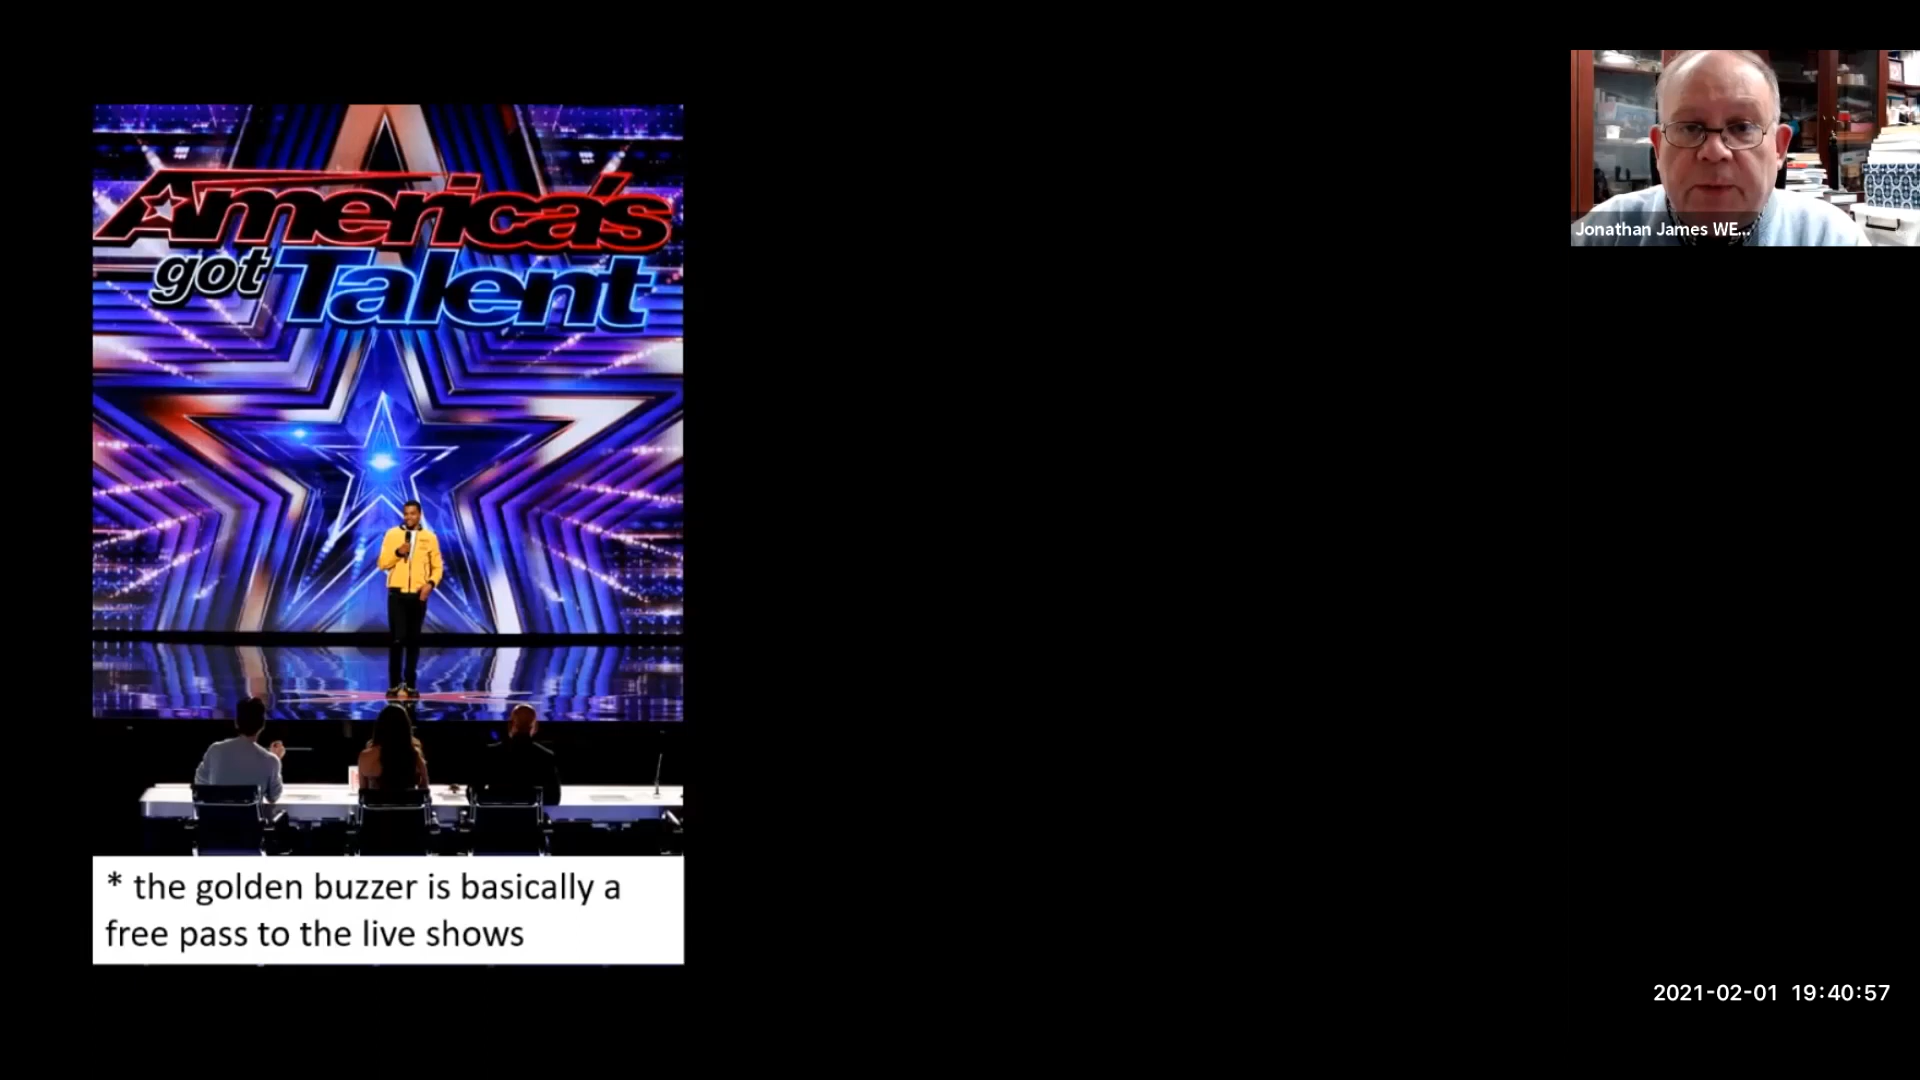 America's
got Talent
* the golden buzzer is basically a
free pass to the live shows
Jonathan James WE...
2021-02-01 19:40:57